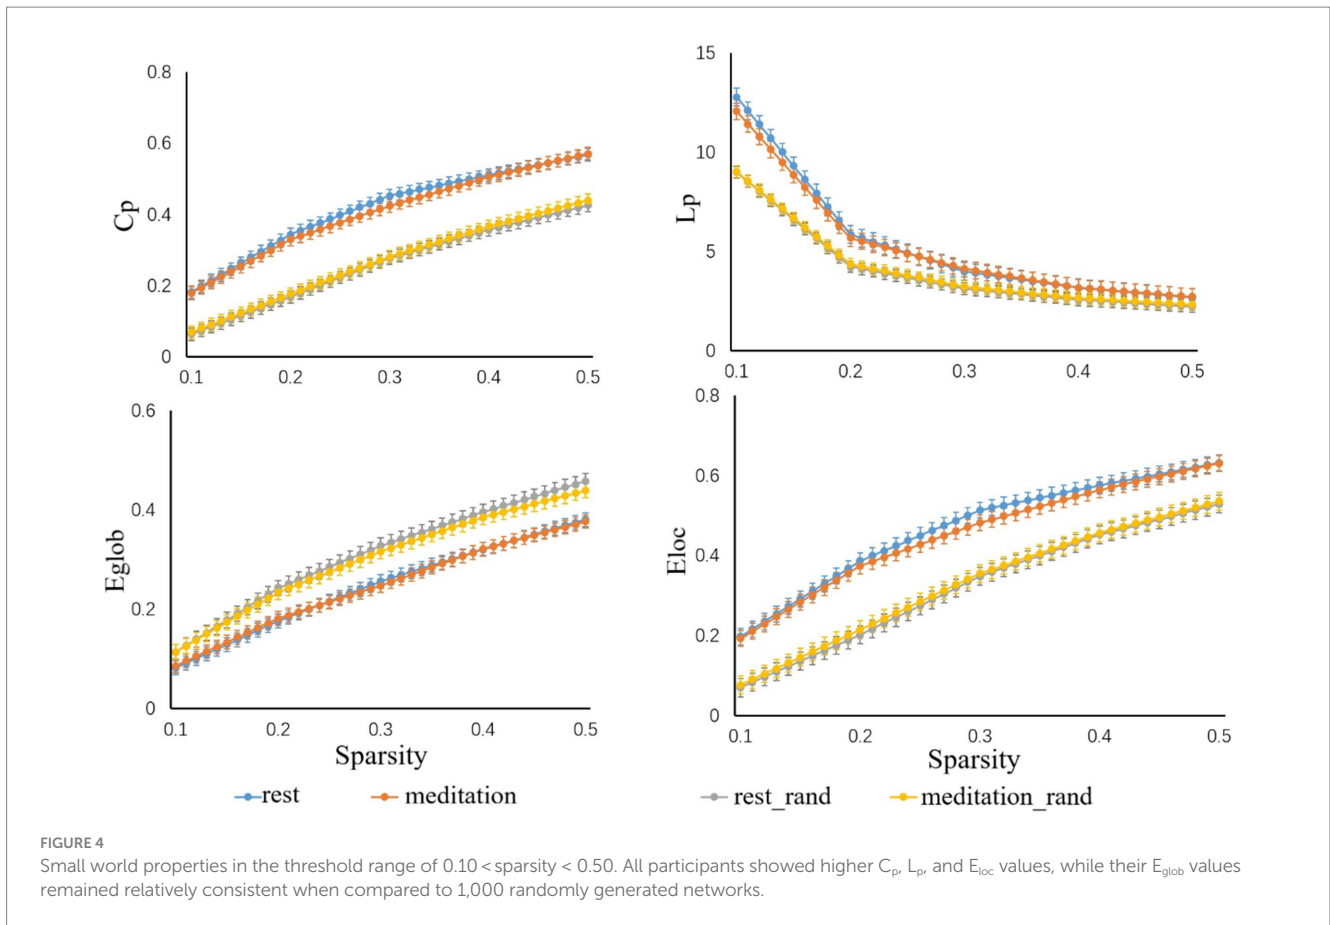 0.8
0.6
0.4
0.2
0
Cp
0.1 0.2 0.3 0.4 0.5
15
10
5
0
Lp
0.1 0.2 0.3 0.4 0.5
0.6
0.4
0.2
0
Eglob
0.1 0.2 0.3 0.4 0.5
Sparsity
0.8
0.6
0.4
0.2
0
Eloc
0.1 0.2 0.3 0.4 0.5
Sparsity
rest meditation rest_rand meditation_rand
FIGURE 4
Small world properties in the threshold range of 0.10 < sparsity < 0.50. All participants showed higher Cp, Lp, and Eloc values, while their Eglob values
remained relatively consistent when compared to 1,000 randomly generated networks.